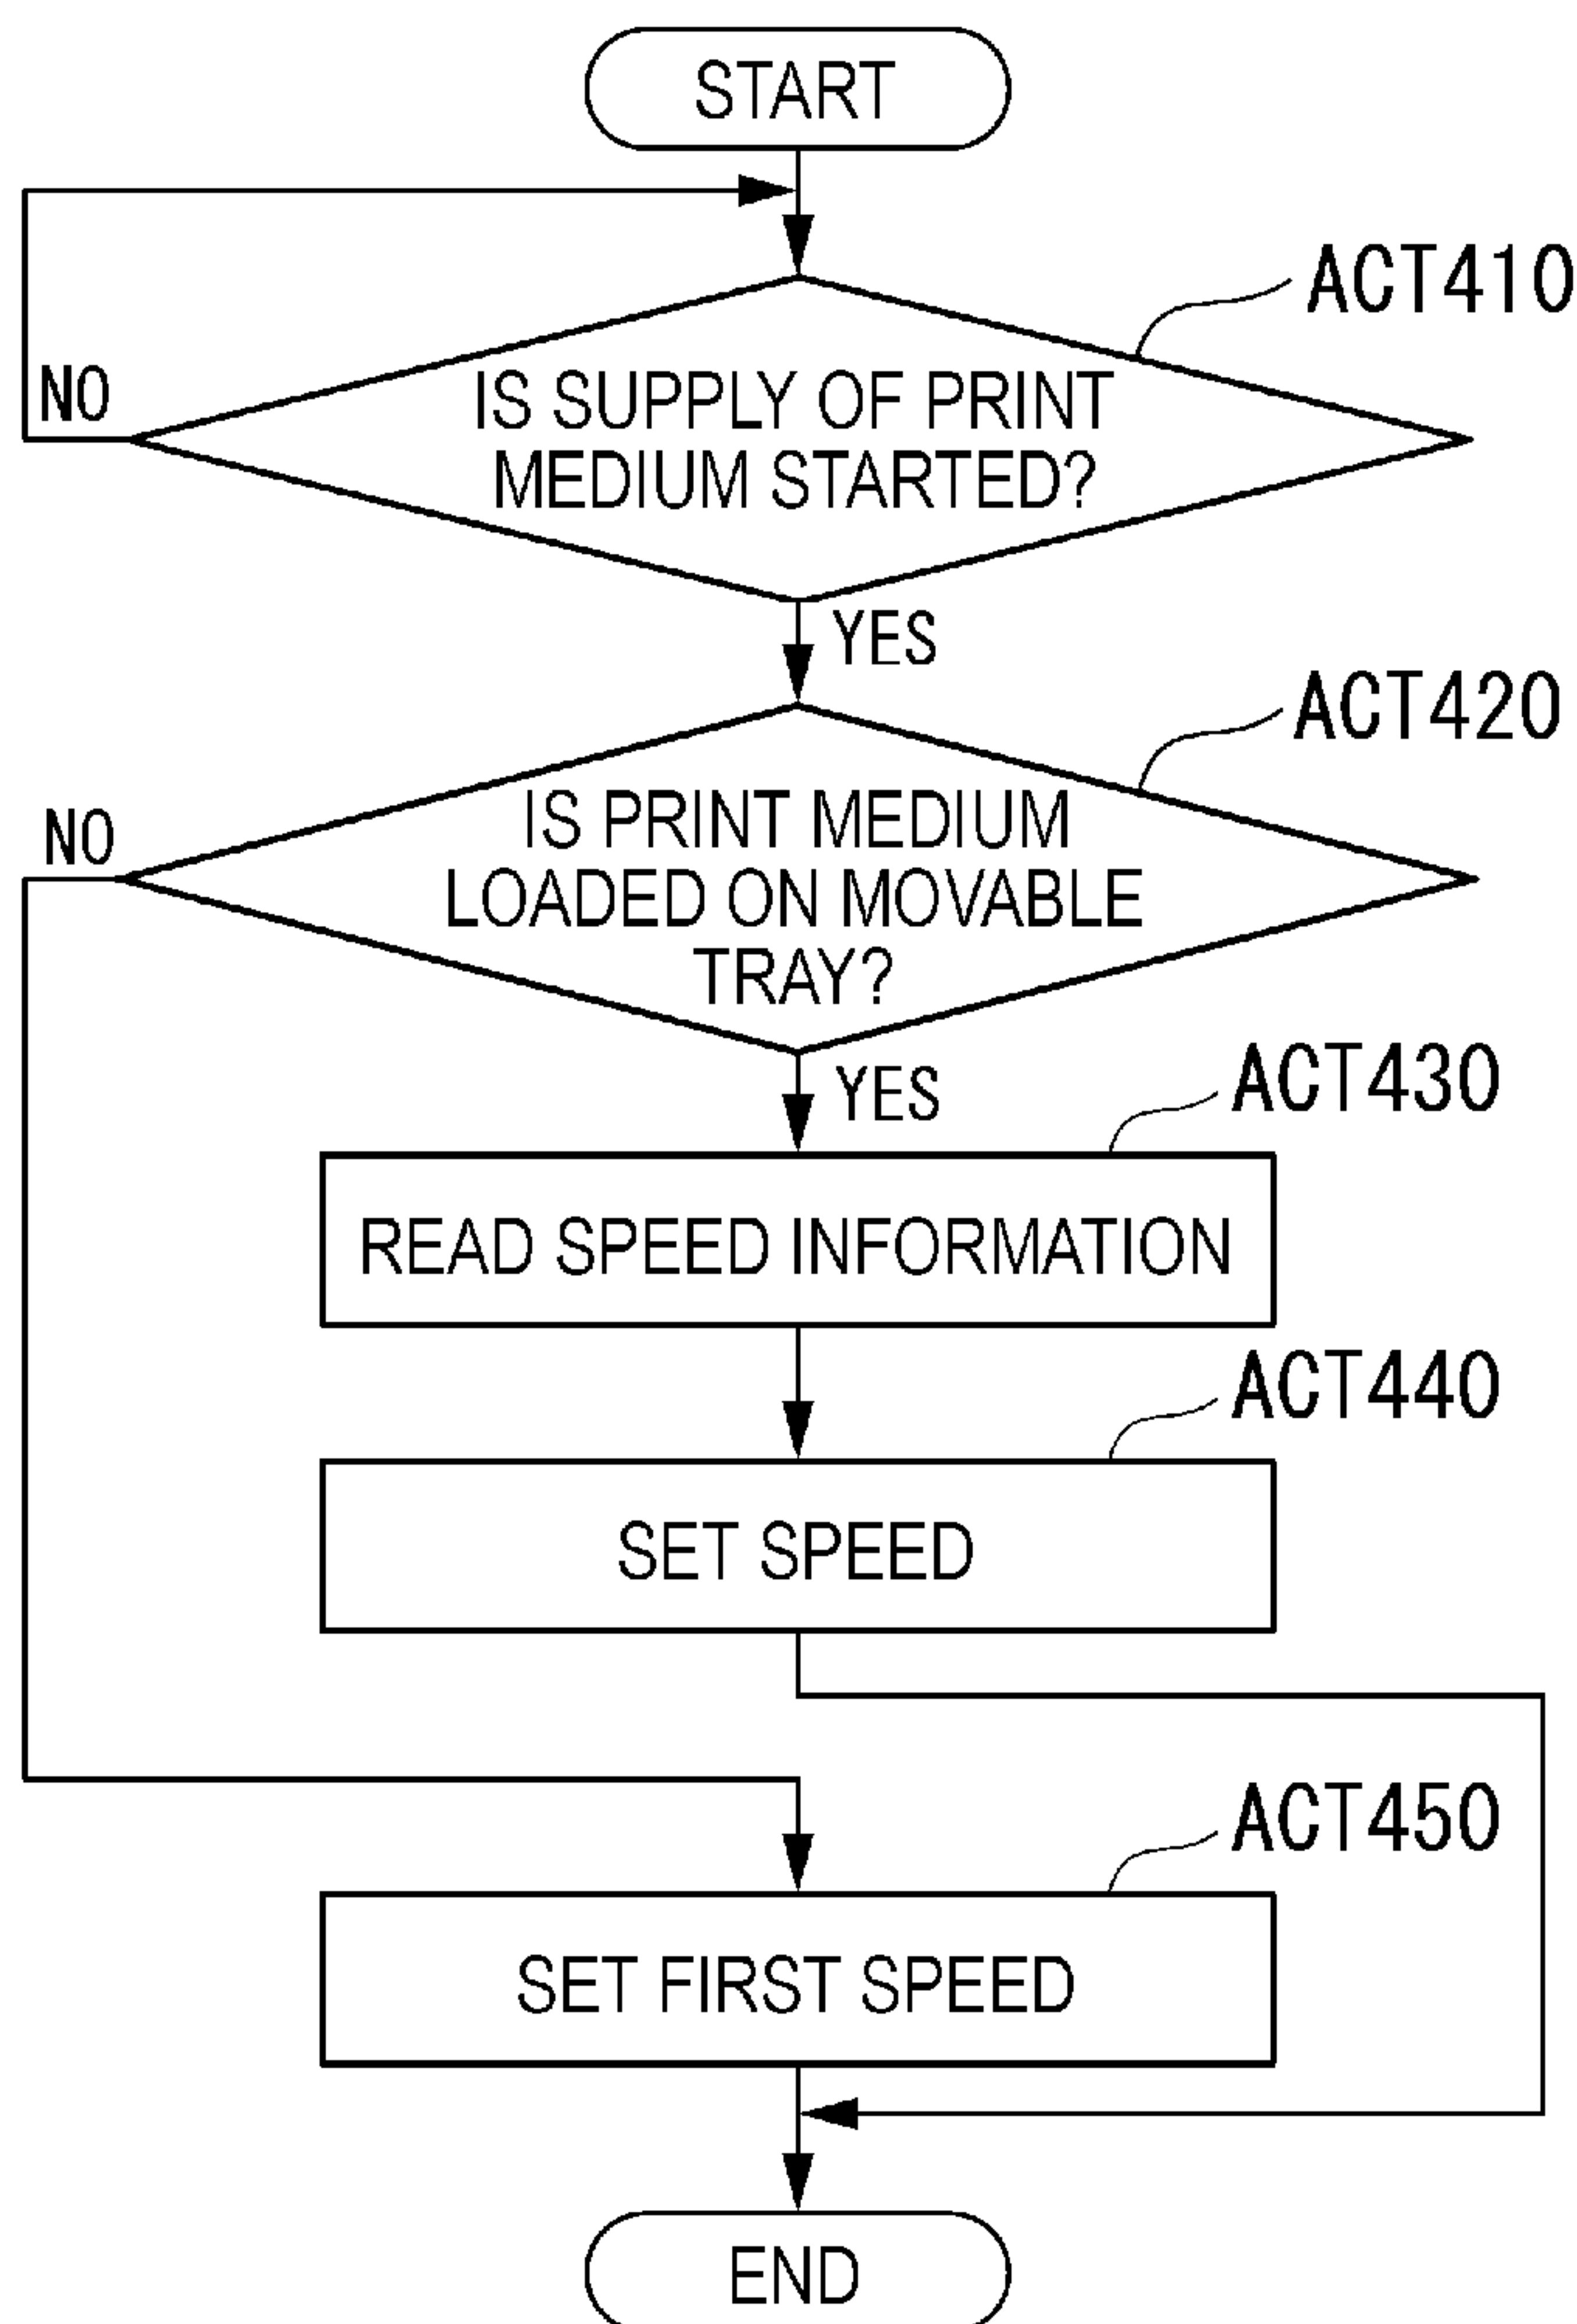 START
ACT410
NO
IS SUPPLY OF PRINT
MEDIUM STARTED?
YES
ACT420
NO
IS PRINT MEDIUM
LOADED ON MOVABLE
TRAY?
YES
ACT430
READ SPEED INFORMATION
ACT440
SET SPEED
ACT450
SET FIRST SPEED
END